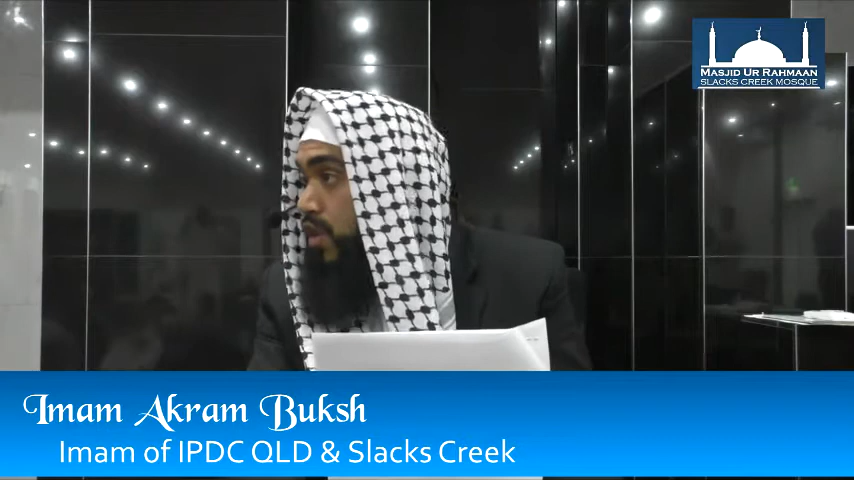 MASJID UR RAHMAAN
SLACKS CREEK MOSQUE
Imam Akram Buksh
Imam of IPDC QLD & Slacks Creek